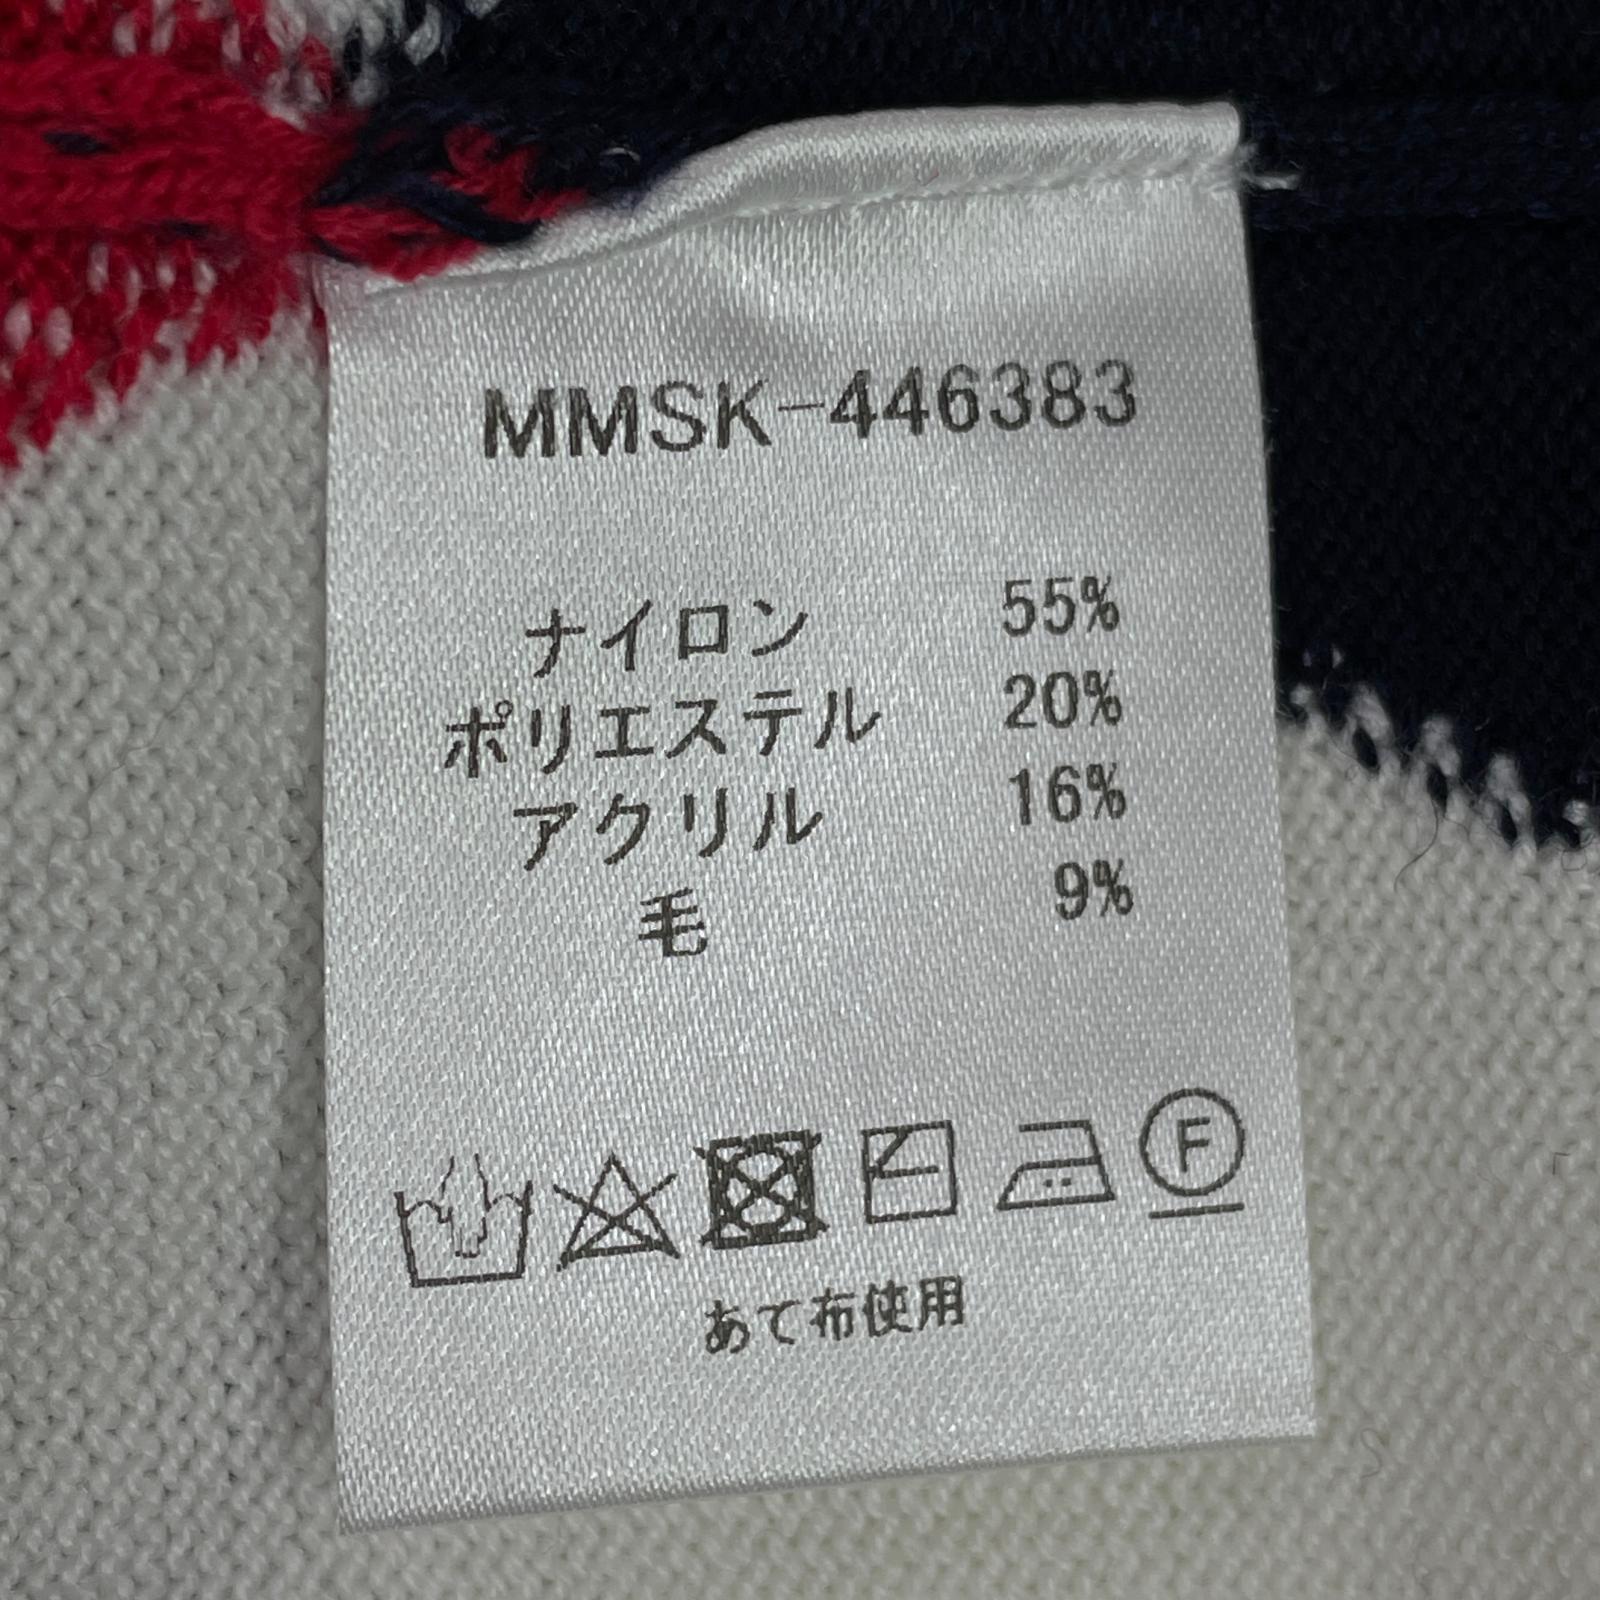 MMSK-446383
ナイロン 55%
ポリエステル 20%
アクリル 16%
毛 9%
F
あて布使用